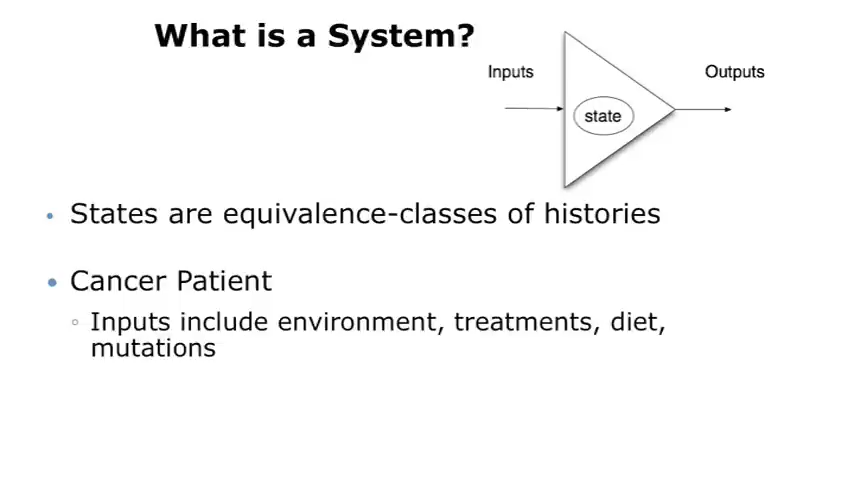 What is a System?
Inputs
Outputs
state
• States are equivalence-classes of histories
• Cancer Patient
◦ Inputs include environment, treatments, diet,
mutations